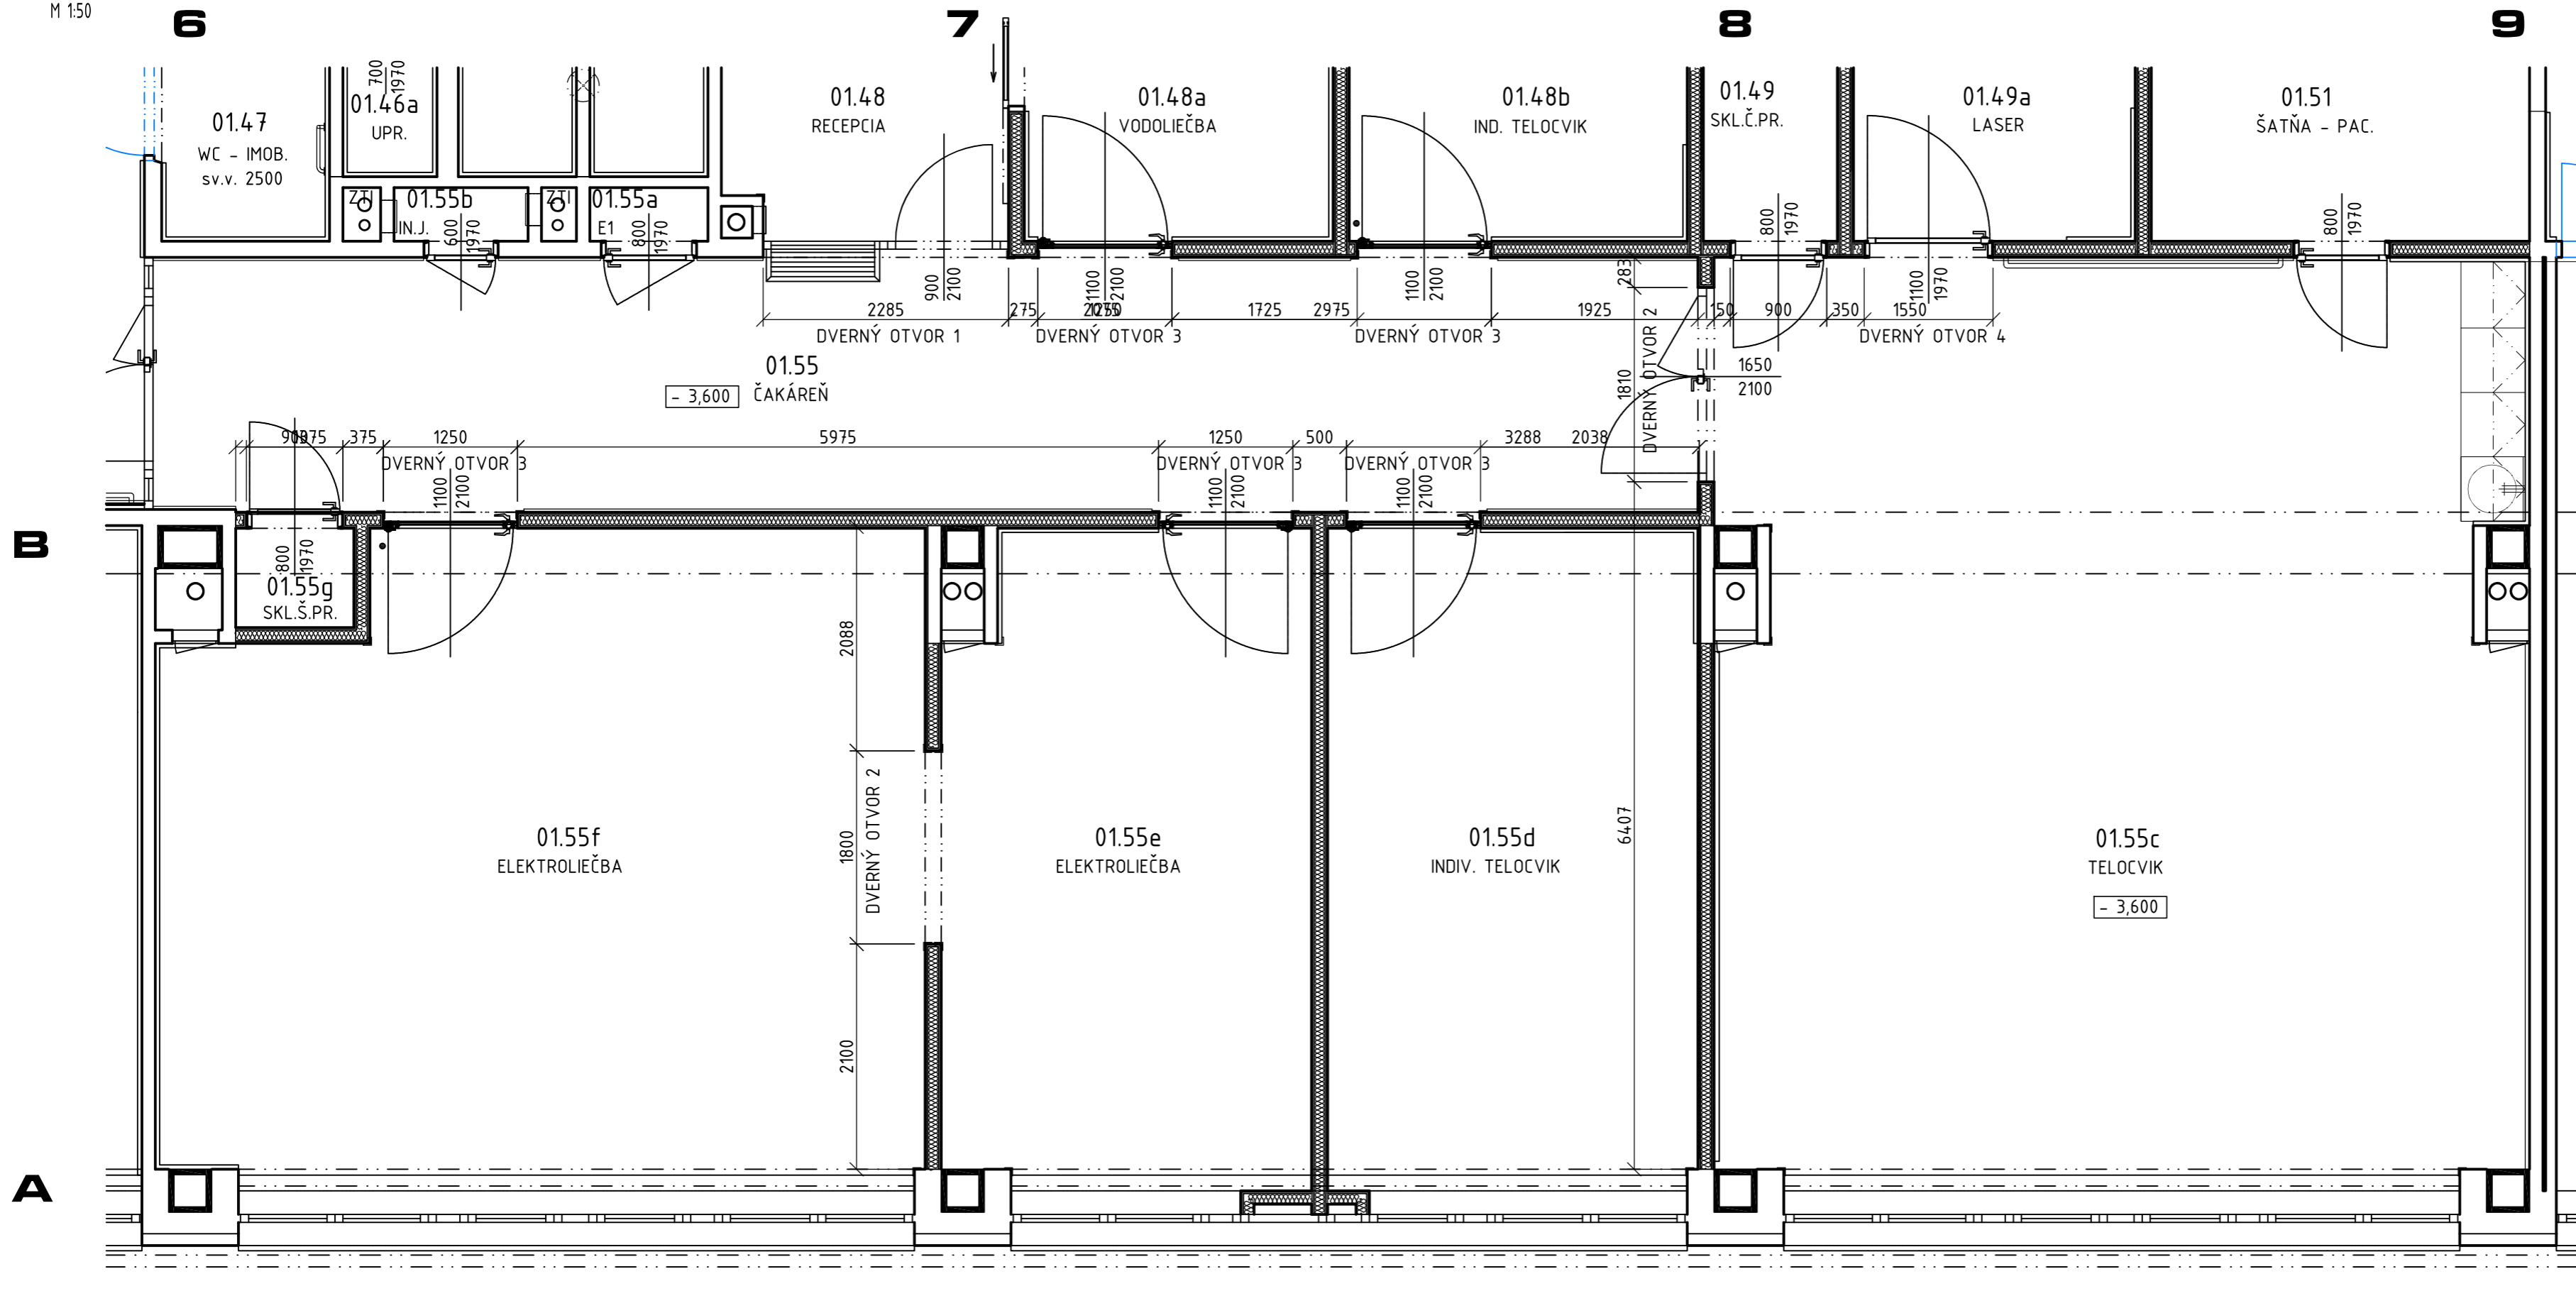 M 1:50
6
7
8
9
01.47
WC - IMOB.
sv.v. 2500
700
1970
01.46a
UPR.
01.48
RECEPCIA
01.48a
VODOLIEČBA
01.48b
IND. TELOCVIK
01.49
SKL.Č.PR.
01.49a
LASER
01.51
ŠATŇA - PAC.
ZTI
01.55b
IN.J.
600
1970
ZTI
01.55a
E1
800
1970
900
2100
1100
2100
1100
2100
800
1970
1100
1970
800
1970
2285
275
1250
1725
2975
1925
283
150
900
350
1550
DVERNÝ OTVOR 1
DVERNÝ OTVOR 3
DVERNÝ OTVOR 3
DVERNÝ OTVOR 2
DVERNÝ OTVOR 4
01.55
- 3,600
ČAKÁREŇ
1810
1650
2100
375
1250
5975
1250
500
3288
2038
DVERNÝ OTVOR 3
DVERNÝ OTVOR 3
DVERNÝ OTVOR 3
1100
2100
1100
2100
1100
2100
B
800
1970
01.55g
SKL.Š.PR.
2088
1800
DVERNÝ OTVOR 2
2100
6407
01.55f
ELEKTROLIEČBA
01.55e
ELEKTROLIEČBA
01.55d
INDIV. TELOCVIK
01.55c
TELOCVIK
- 3,600
A